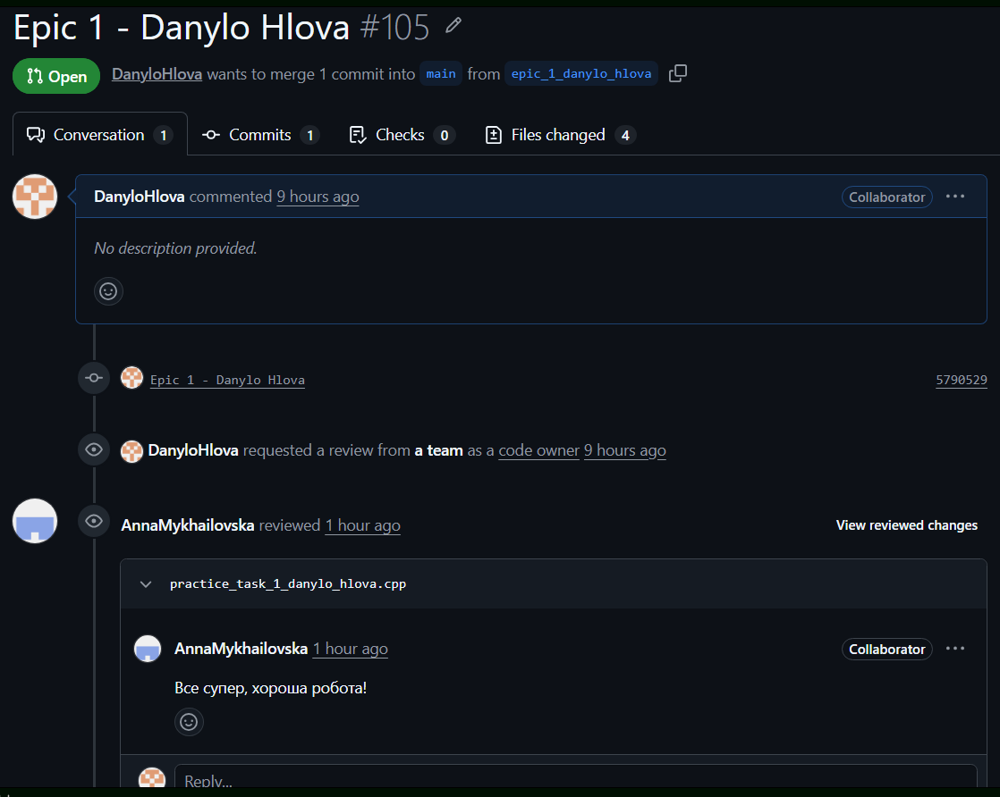 Epic 1 - Danylo Hlova #105
Open DanyloHlova wants to merge 1 commit into main from epic_1_danylo_hlova
Conversation 1 Commits 1 Checks 0 Files changed 4
DanyloHlova commented 9 hours ago Collaborator
No description provided.
Epic 1 - Danylo Hlova 5790529
DanyloHlova requested a review from a team as a code owner 9 hours ago
AnnaMykhailovska reviewed 1 hour ago View reviewed changes
practice_task_1_danylo_hlova.cpp
AnnaMykhailovska 1 hour ago Collaborator
Все супер, хороша робота!
Reply...